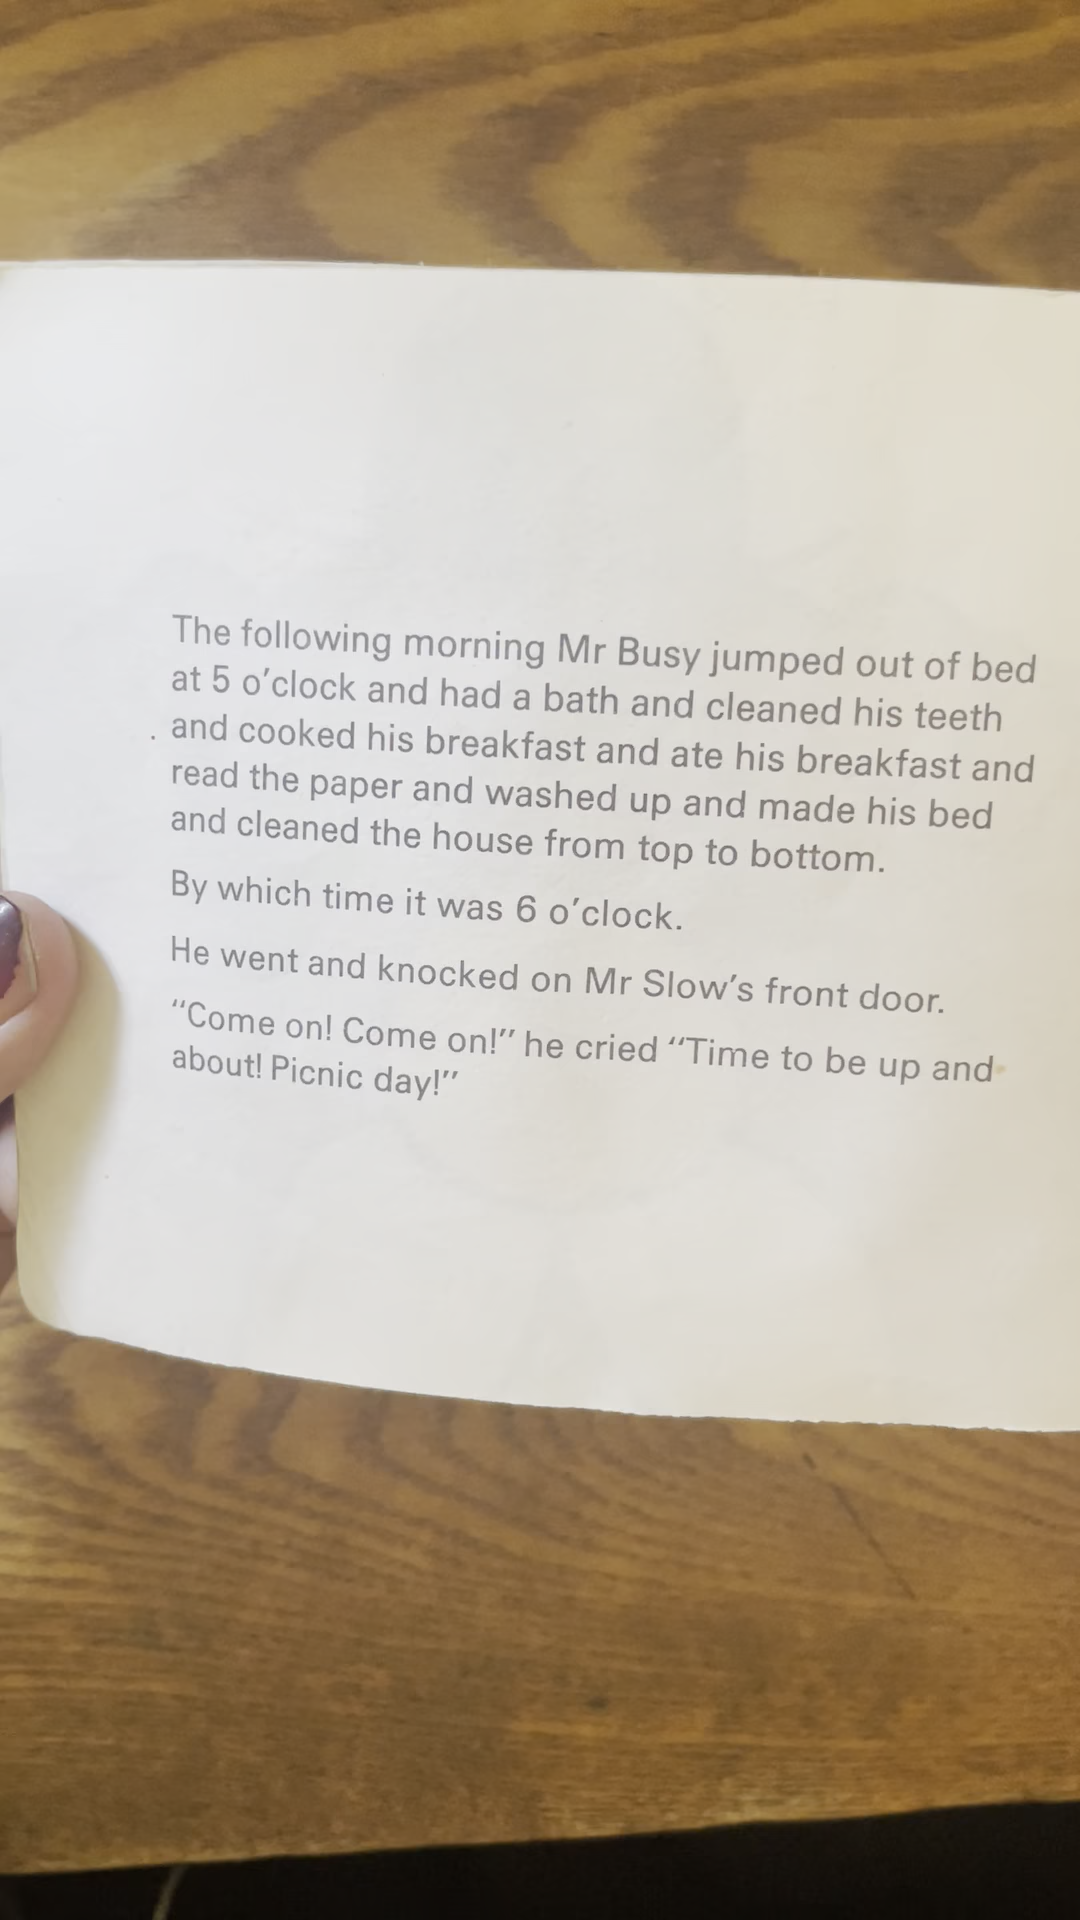 The following morning Mr Busy jumped out of bed
at 5 o'clock and had a bath and cleaned his teeth
and cooked his breakfast and ate his breakfast and
read the paper and washed up and made his bed
and cleaned the house from top to bottom.
By which time it was 6 o'clock.
He went and knocked on Mr Slow's front door.
"Come on! Come on!" he cried "Time to be up and
about! Picnic day!"